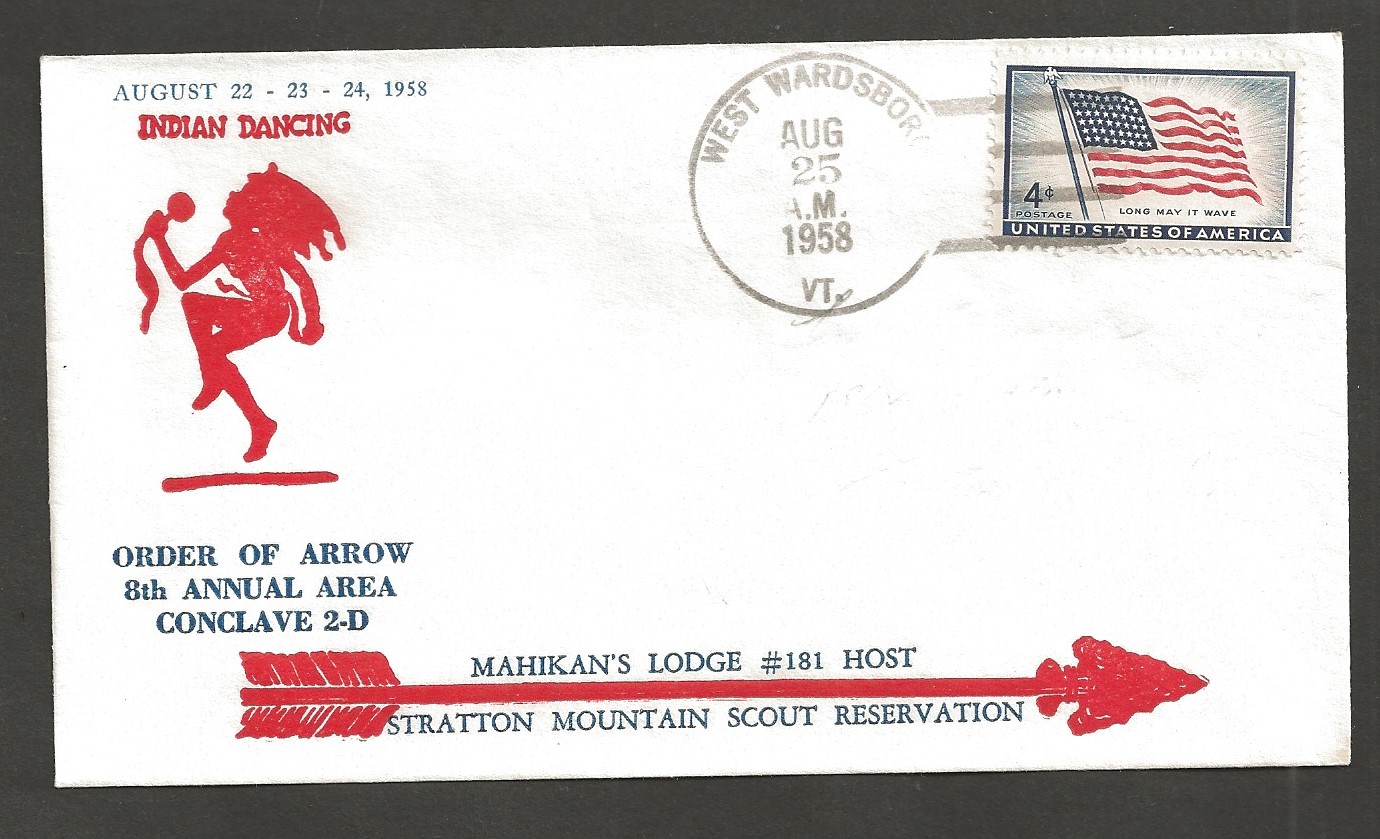 AUGUST 22 - 23 - 24, 1958
INDIAN DANCING
WEST WARDSBORO
AUG
25
A.M.
1958
VT.
4¢
POSTAGE
LONG MAY IT WAVE
UNITED STATES OF AMERICA
ORDER OF ARROW
8th ANNUAL AREA
CONCLAVE 2-D
MAHIKAN'S LODGE #181 HOST
STRATTON MOUNTAIN SCOUT RESERVATION